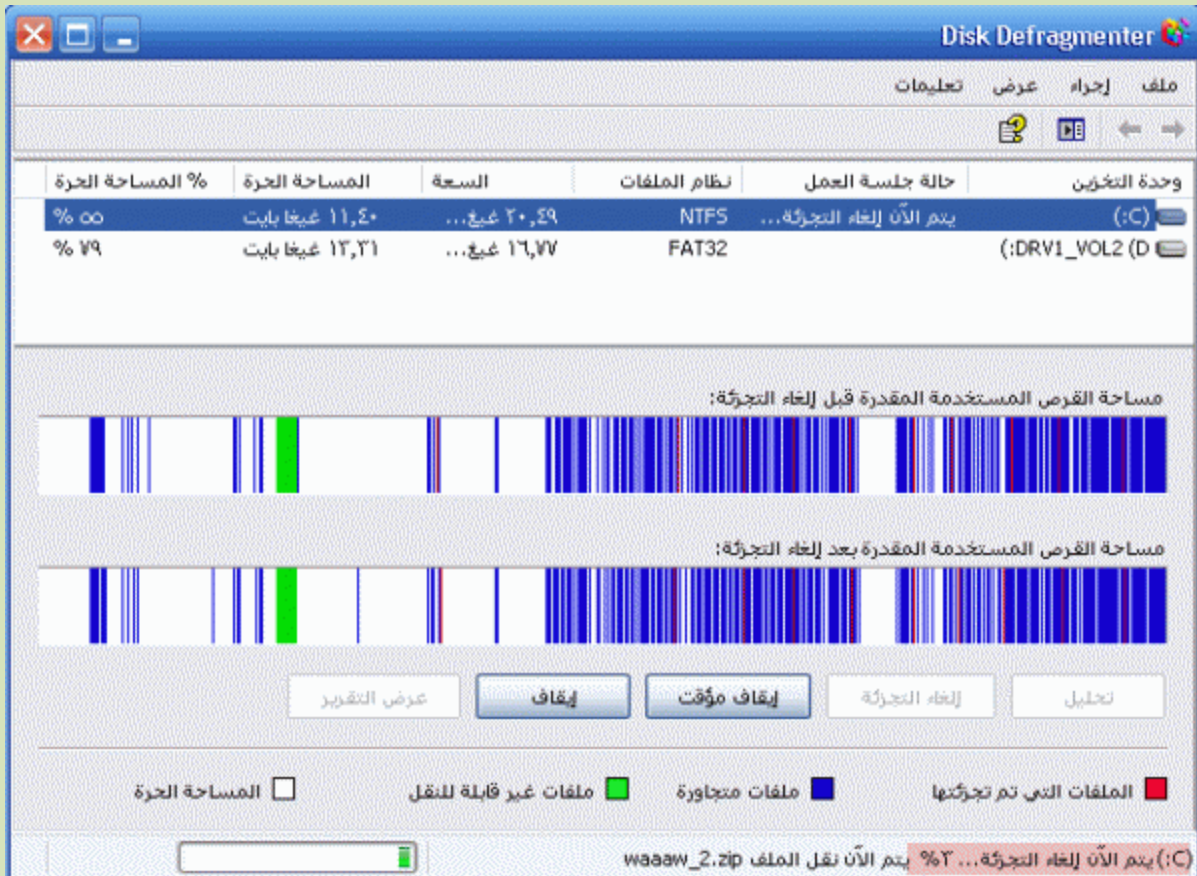 Disk Defragmenter
ملف إجراء عرض تعليمات
وحدة التخزين حالة جلسة العمل نظام الملفات السعة المساحة الحرة % المساحة الحرة
(C:) يتم الآن إلغاء التجزئة... NTFS ٢٠,٤٩ غيغ... ١١,٤٠ غيغا بايت ٥٥ %
(:DRV1_VOL2 (D FAT32 ١٦,٧٧ غيغ... ١٣,٣١ غيغا بايت ٧٩ %
مساحة القرص المستخدمة المقدرة قبل إلغاء التجزئة:
مساحة القرص المستخدمة المقدرة بعد إلغاء التجزئة:
تحليل إلغاء التجزئة إيقاف مؤقت إيقاف عرض التقرير
الملفات التي تم تجزئتها ملفات متجاورة ملفات غير قابلة للنقل المساحة الحرة
(C:) يتم الآن إلغاء التجزئة... ٣% يتم الآن نقل الملف waaaw_2.zip